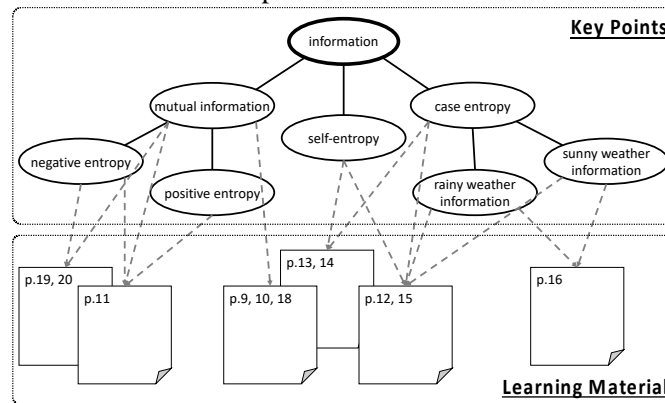 Key Points
information
mutual information
case entropy
self-entropy
negative entropy
sunny weather
information
positive entropy
rainy weather
information
p.13, 14
p.19, 20
p.11
p.9, 10, 18
p.12, 15
p.16
Learning Material